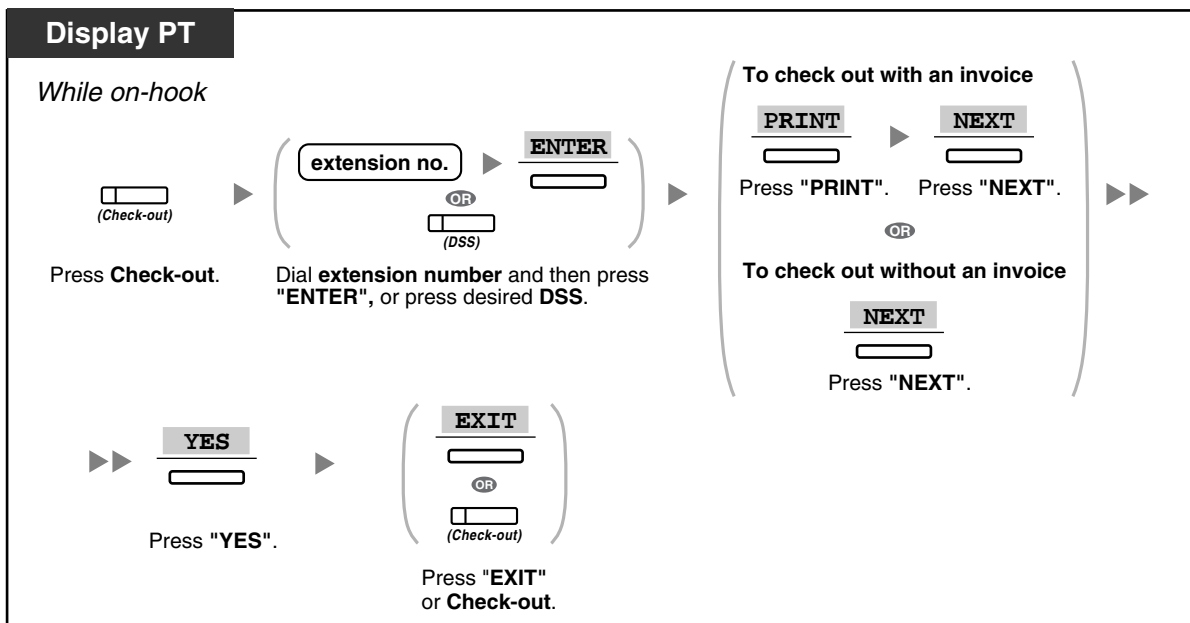 Display PT
While on-hook
(Check-out)
Press Check-out.
extension no.
ENTER
OR
(DSS)
Dial extension number and then press
"ENTER", or press desired DSS.
To check out with an invoice
PRINT NEXT
Press "PRINT". Press "NEXT".
OR
To check out without an invoice
NEXT
Press "NEXT".
YES
Press "YES".
EXIT
OR
(Check-out)
Press "EXIT"
or Check-out.